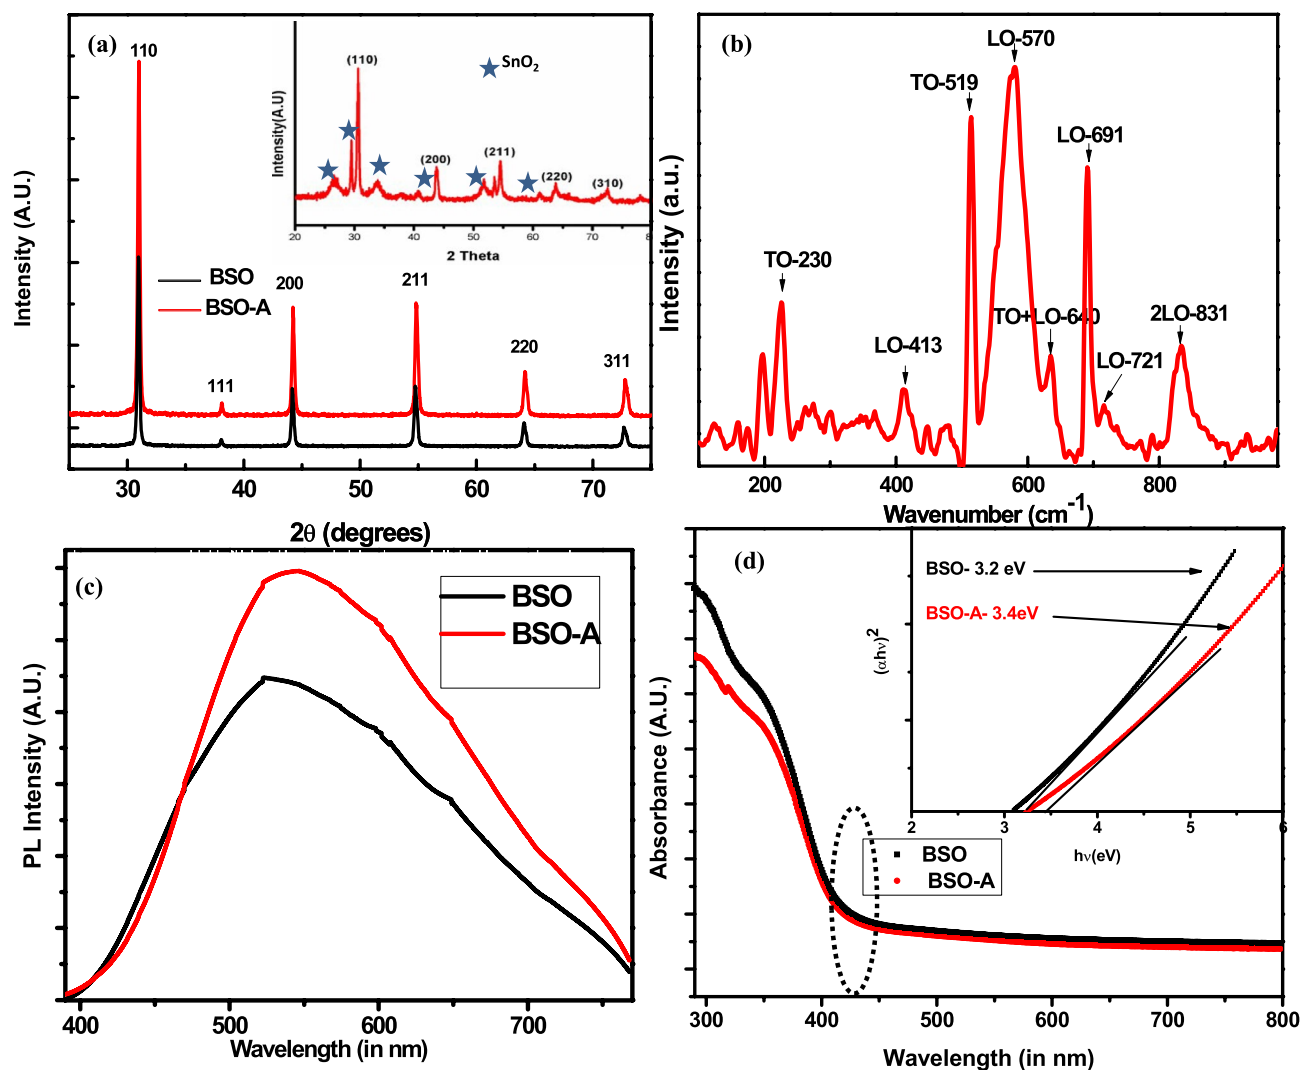 (a)
110
(110)
SnO2
Intensity(A.U)
(200)
(211)
(220)
(310)
20 30 40 50 60 70 8
2 Theta
BSO
BSO-A
200
211
111
220
311
Intensity (A.U.)
30 40 50 60 70
2θ (degrees)
(b)
LO-570
TO-519
LO-691
TO-230
TO+LO-640
2LO-831
LO-413
LO-721
Intensity (a.u.)
200 400 600 800
Wavenumber (cm-1)
(c)
BSO
BSO-A
PL Intensity (A.U.)
400 500 600 700
Wavelength (in nm)
(d)
BSO- 3.2 eV
BSO-A- 3.4eV
(αhν)2
2 3 4 5 6
hν(eV)
BSO
BSO-A
Absorbance (A.U.)
300 400 500 600 700 800
Wavelength (in nm)